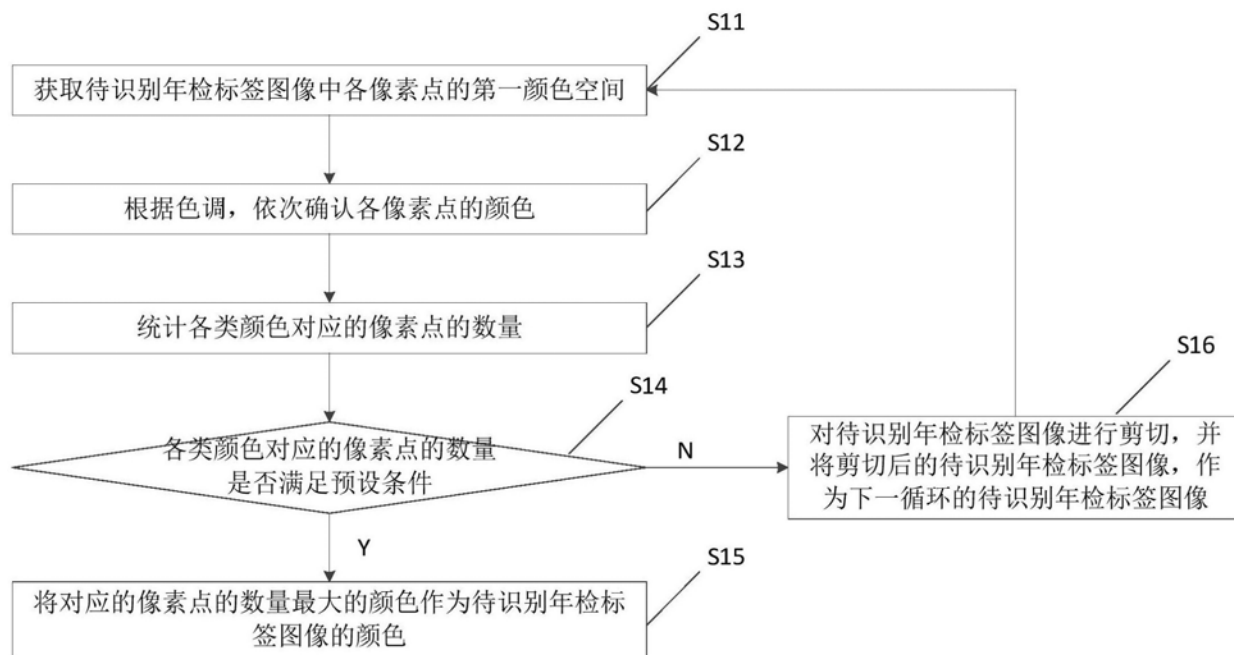 S11
获取待识别年检标签图像中各像素点的第一颜色空间
S12
根据色调，依次确认各像素点的颜色
S13
统计各类颜色对应的像素点的数量
S14
各类颜色对应的像素点的数量
是否满足预设条件
N
S16
对待识别年检标签图像进行剪切，并
将剪切后的待识别年检标签图像，作
为下一循环的待识别年检标签图像
Y
S15
将对应的像素点的数量最大的颜色作为待识别年检标
签图像的颜色